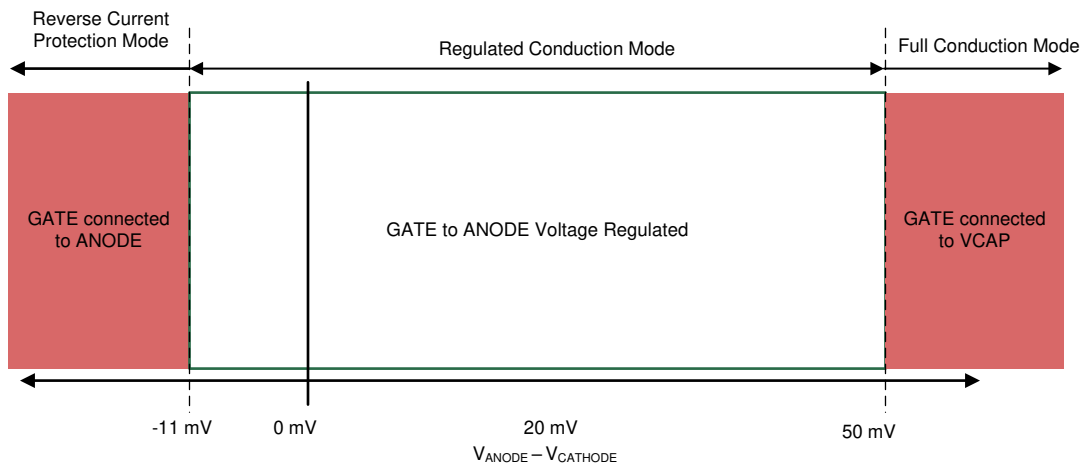 Reverse Current
Protection Mode
Regulated Conduction Mode
Full Conduction Mode
GATE connected
to ANODE
GATE to ANODE Voltage Regulated
GATE connected
to VCAP
-11 mV
0 mV
20 mV
50 mV
VANODE – VCATHODE